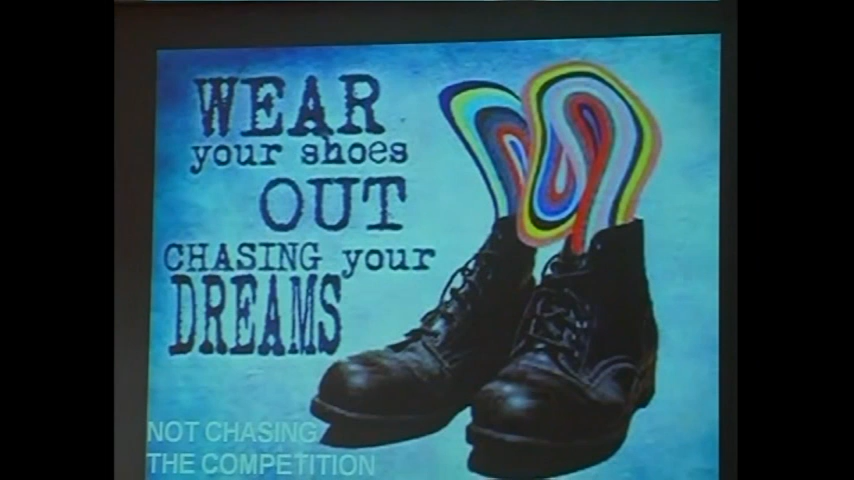 WEAR
your shoes
OUT
CHASING your
DREAMS
NOT CHASING
THE COMPETITION